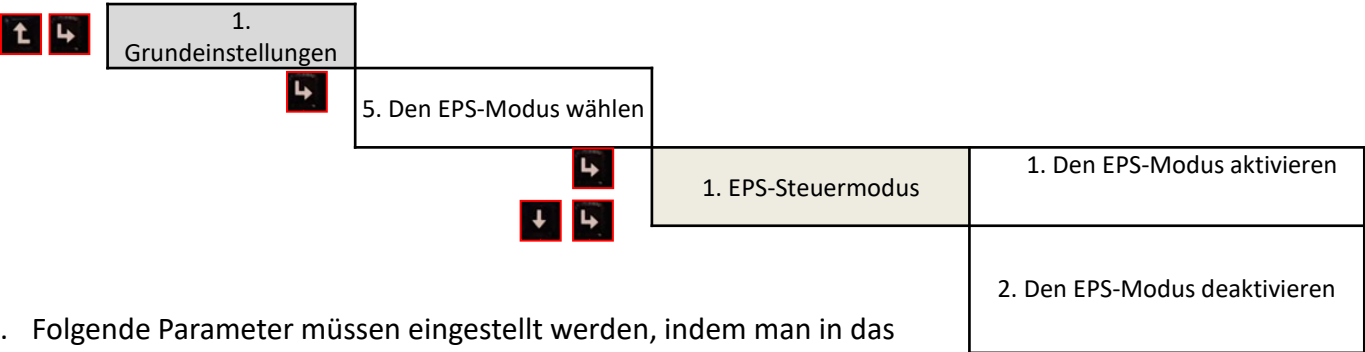 1.
Grundeinstellungen
5. Den EPS-Modus wählen
1. EPS-Steuermodus
1. Den EPS-Modus aktivieren
2. Den EPS-Modus deaktivieren
. Folgende Parameter müssen eingestellt werden, indem man in das